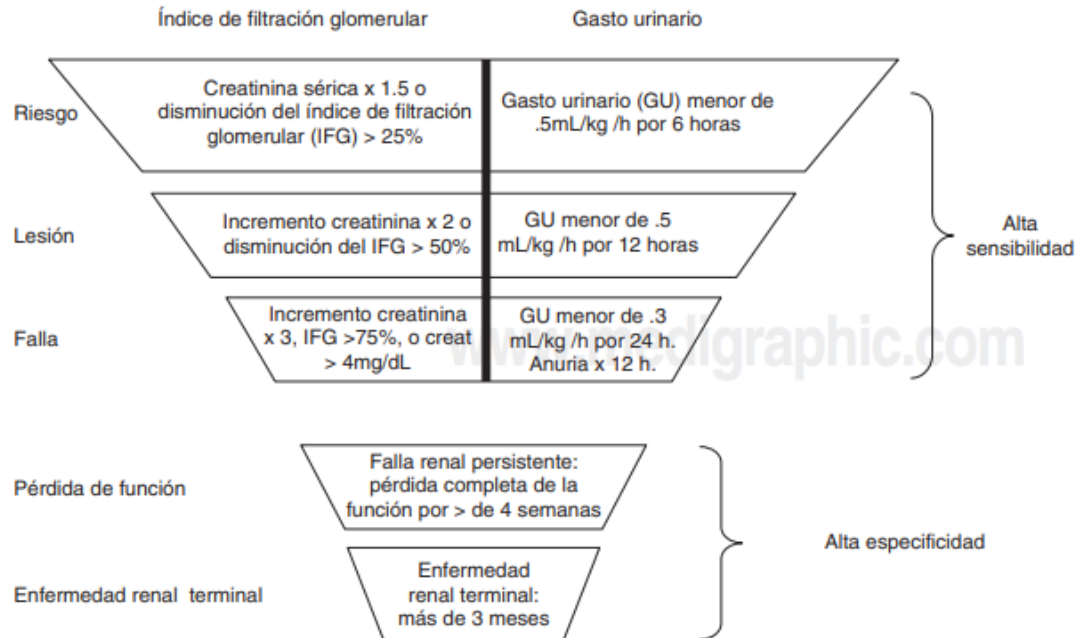 Índice de filtración glomerular
Gasto urinario
Riesgo
Creatinina sérica x 1.5 o
disminución del índice de filtración
glomerular (IFG) > 25%
Gasto urinario (GU) menor de
.5mL/kg /h por 6 horas
Lesión
Incremento creatinina x 2 o
disminución del IFG > 50%
GU menor de .5
mL/kg /h por 12 horas
Alta
sensibilidad
Falla
Incremento creatinina
x 3, IFG >75%, o creat
> 4mg/dL
GU menor de .3
mL/kg /h por 24 h.
Anuria x 12 h.
www.medigraphic.com
Pérdida de función
Falla renal persistente:
pérdida completa de la
función por > de 4 semanas
Alta especificidad
Enfermedad renal terminal
Enfermedad
renal terminal:
más de 3 meses